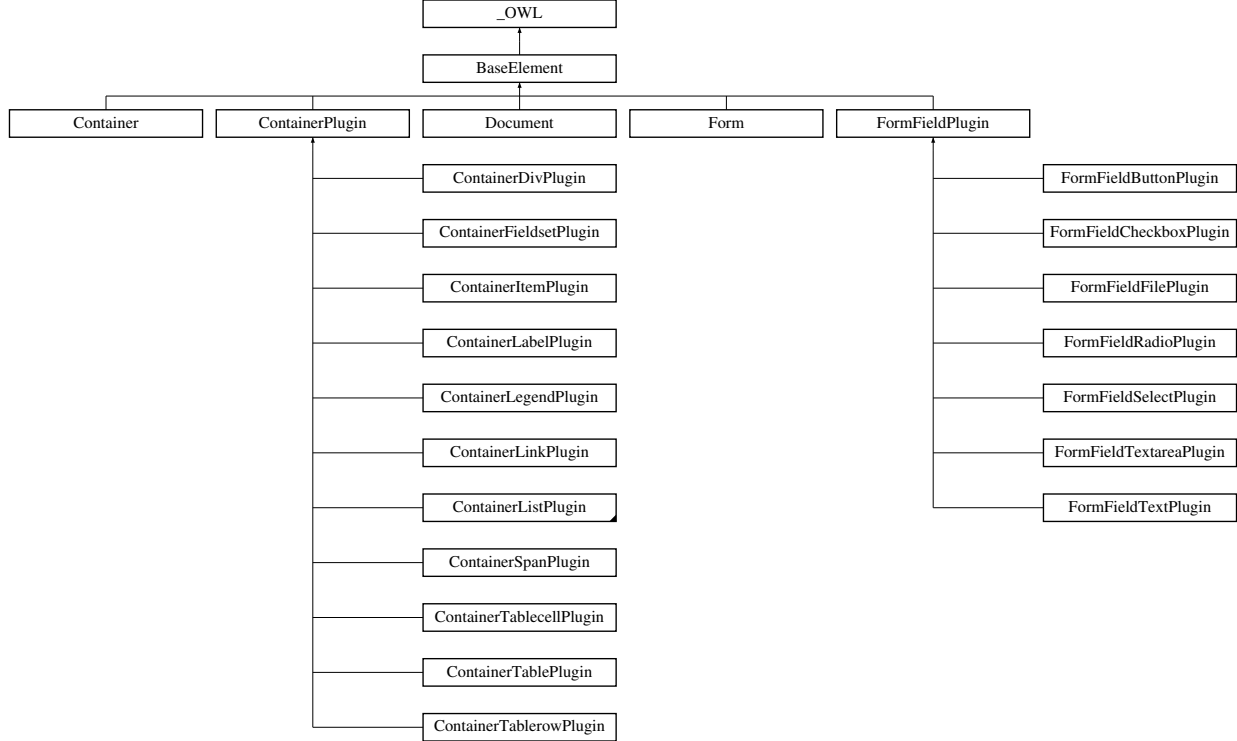 _OWL
BaseElement
Container
ContainerPlugin
Document
Form
FormFieldPlugin
ContainerDivPlugin
FormFieldButtonPlugin
ContainerFieldsetPlugin
FormFieldCheckboxPlugin
ContainerItemPlugin
FormFieldFilePlugin
ContainerLabelPlugin
FormFieldRadioPlugin
ContainerLegendPlugin
FormFieldSelectPlugin
ContainerLinkPlugin
FormFieldTextareaPlugin
ContainerListPlugin
FormFieldTextPlugin
ContainerSpanPlugin
ContainerTablecellPlugin
ContainerTablePlugin
ContainerTablerowPlugin